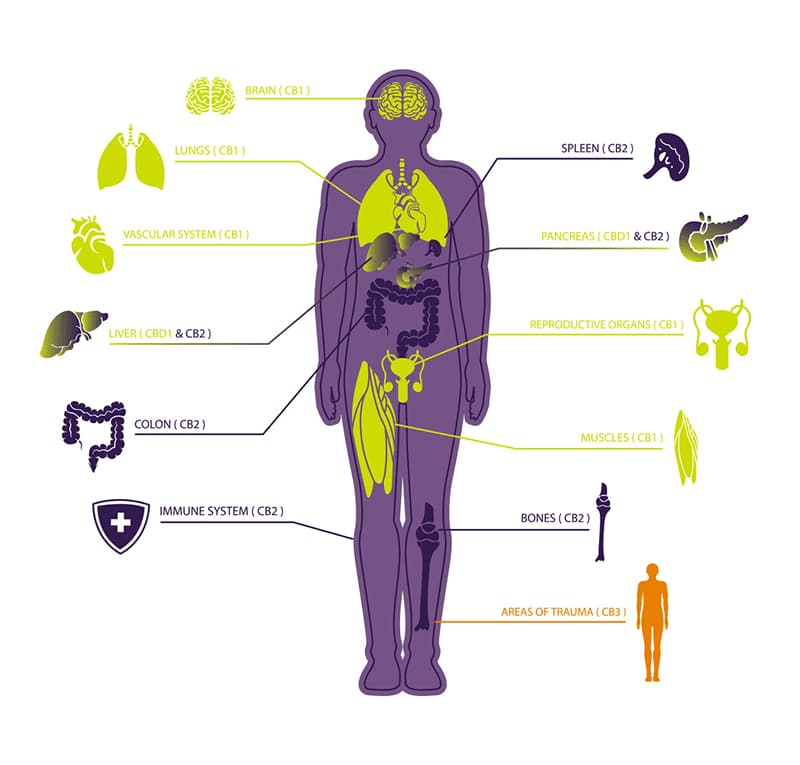 BRAIN ( CB1 )
LUNGS ( CB1 )
SPLEEN ( CB2 )
VASCULAR SYSTEM ( CB1 )
PANCREAS ( CBD1 & CB2 )
LIVER ( CBD1 & CB2 )
REPRODUCTIVE ORGANS ( CB1 )
COLON ( CB2 )
MUSCLES ( CB1 )
IMMUNE SYSTEM ( CB2 )
BONES ( CB2 )
AREAS OF TRAUMA ( CB3 )